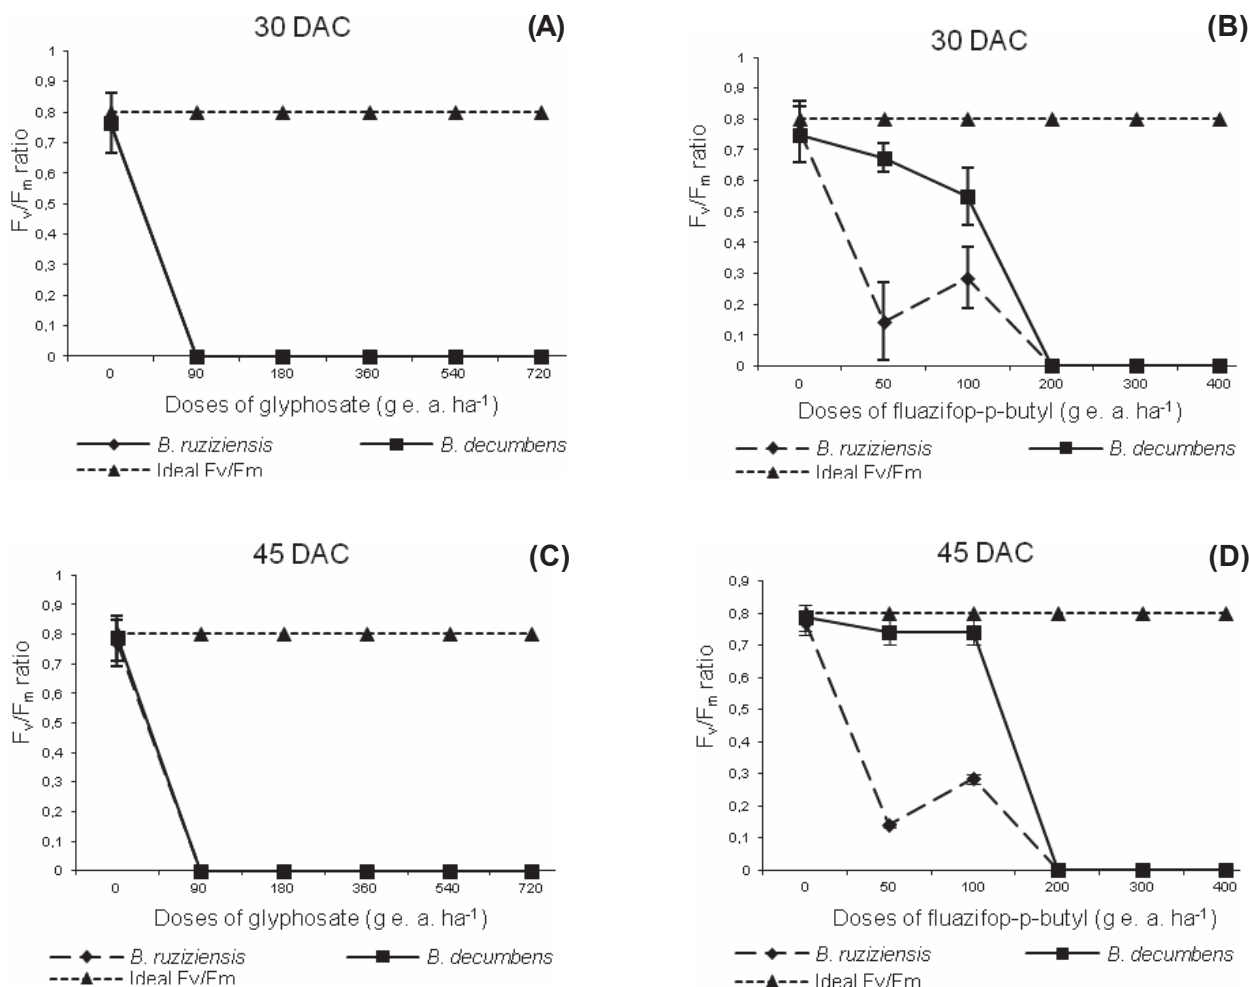 30 DAC
(A)
F_v/F_m ratio
1
0,9
0,8
0,7
0,6
0,5
0,4
0,3
0,2
0,1
0
0 90 180 360 540 720
Doses of glyphosate (g e. a. ha⁻¹)
B. ruziziensis
B. decumbens
Ideal Fv/Fm
30 DAC
(B)
F_v/F_m ratio
1
0,9
0,8
0,7
0,6
0,5
0,4
0,3
0,2
0,1
0
0 50 100 200 300 400
Doses of fluazifop-p-butyl (g e. a. ha⁻¹)
B. ruziziensis
B. decumbens
Ideal Fv/Fm
45 DAC
(C)
F_v/F_m ratio
1
0,9
0,8
0,7
0,6
0,5
0,4
0,3
0,2
0,1
0
0 90 180 360 540 720
Doses of glyphosate (g e. a. ha⁻¹)
B. ruziziensis
B. decumbens
Ideal Fv/Fm
45 DAC
(D)
F_v/F_m ratio
0,9
0,8
0,7
0,6
0,5
0,4
0,3
0,2
0,1
0
0 50 100 200 300 400
Doses of fluazifop-p-butyl (g e. a. ha⁻¹)
B. ruziziensis
B. decumbens
Ideal Fv/Fm